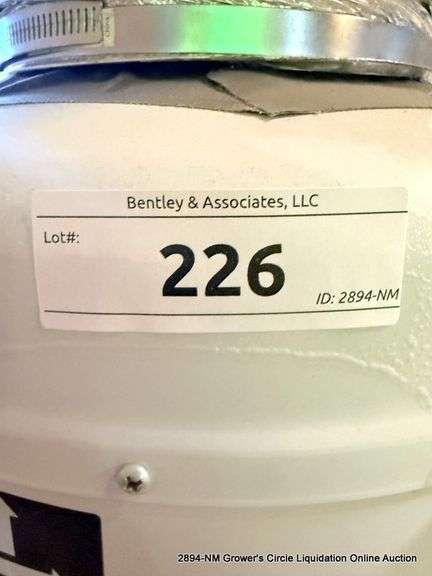 Bentley & Associates, LLC
Lot#:
226
ID: 2894-NM
2894-NM Grower's Circle Liquidation Online Auction